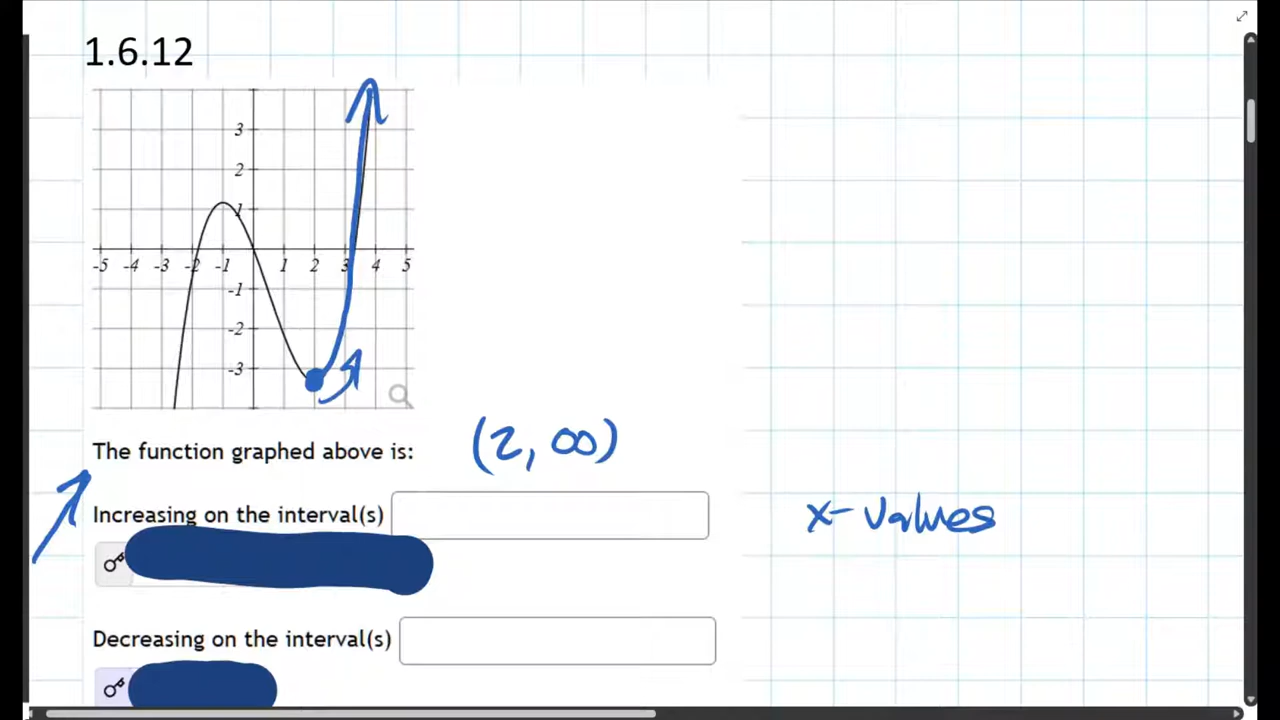 1.6.12
3
2
1
-5 -4 -3 -2 -1 1 2 3 4 5
-1
-2
-3
The function graphed above is:
(2, ∞)
Increasing on the interval(s)
x-values
Decreasing on the interval(s)